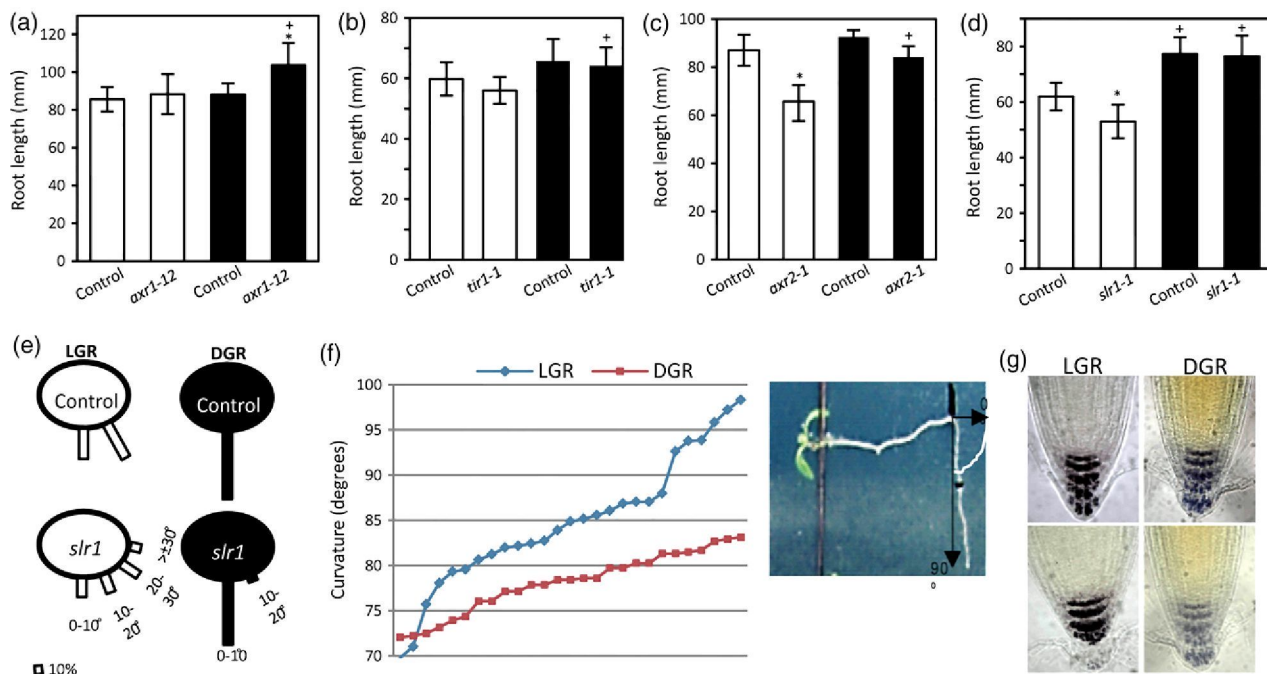 (a)
120
100
80
60
40
20
0
Root length (mm)
+
*
Control
axr1-12
Control
axr1-12
(b)
80
60
40
20
0
Root length (mm)
+
Control
tir1-1
Control
tir1-1
(c)
100
80
60
40
20
0
Root length (mm)
*
+
Control
axr2-1
Control
axr2-1
(d)
80
60
40
20
0
Root length (mm)
*
+
+
Control
slr1-1
Control
slr1-1
(e)
LGR
DGR
Control
Control
slr1
slr1
>±30°
20-
30°
10-
20°
0-10°
10-
20°
0-10
10%
(f)
LGR
DGR
100
95
90
85
80
75
70
Curvature (degrees)
0
90
(g)
LGR
DGR